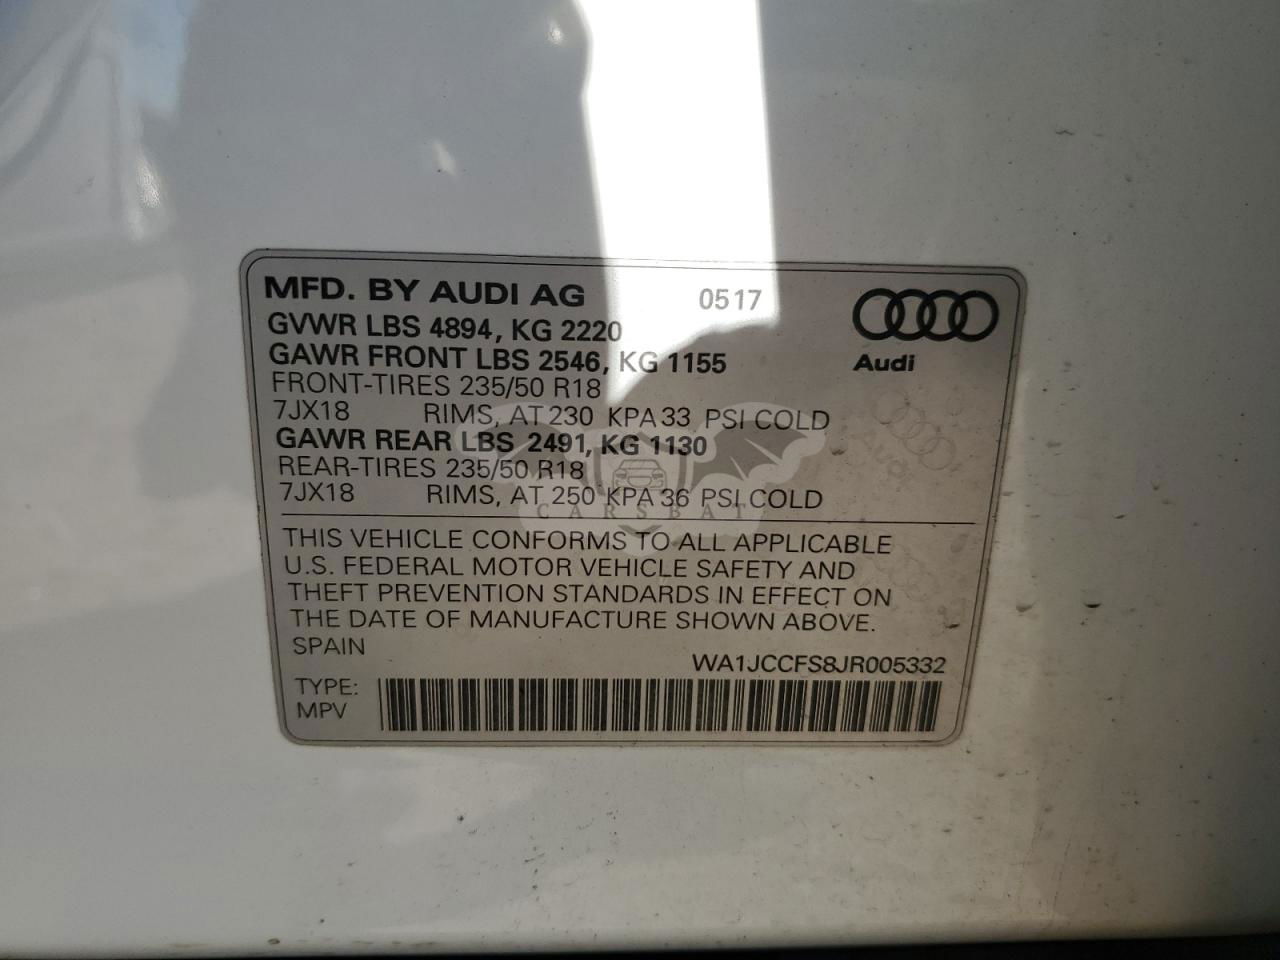 MFD. BY AUDI AG 0517
GVWR LBS 4894, KG 2220
GAWR FRONT LBS 2546, KG 1155
Audi
FRONT-TIRES 235/50 R18
7JX18 RIMS, AT 230 KPA 33 PSI COLD
GAWR REAR LBS 2491, KG 1130
REAR-TIRES 235/50 R18
7JX18 RIMS, AT 250 KPA 36 PSI COLD
CARSBAT
THIS VEHICLE CONFORMS TO ALL APPLICABLE
U.S. FEDERAL MOTOR VEHICLE SAFETY AND
THEFT PREVENTION STANDARDS IN EFFECT ON
THE DATE OF MANUFACTURE SHOWN ABOVE.
SPAIN
WA1JCCFS8JR005332
TYPE:
MPV